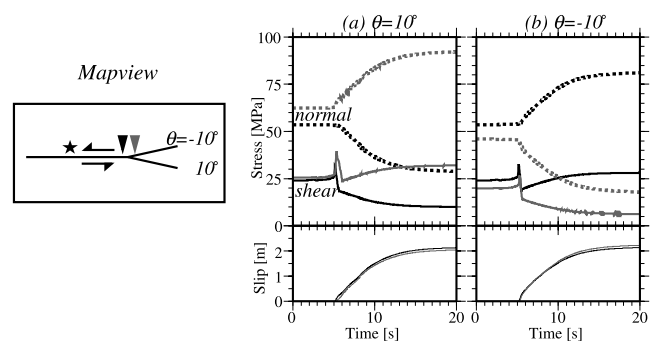 Mapview
θ=-10°
10°
(a) θ=10°
(b) θ=-10°
100
75
50
25
0
Stress [MPa]
normal
shear
2
1
0
Slip [m]
0 10 20
0 10 20
Time [s]
Time [s]